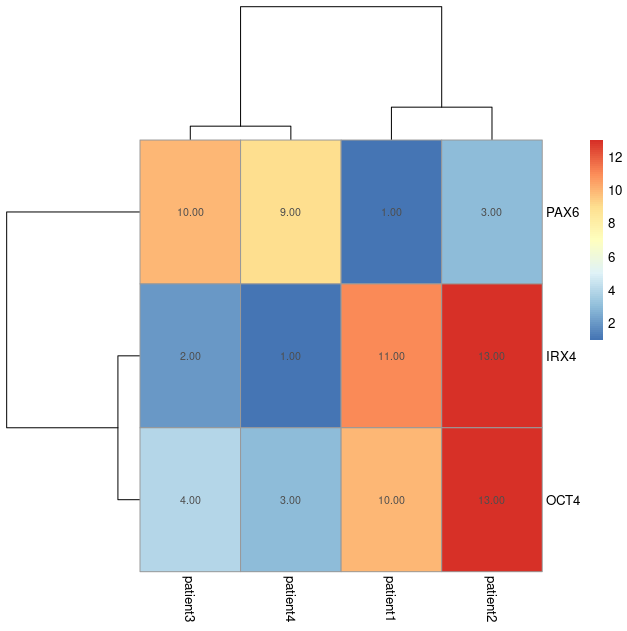 10.00 9.00 1.00 3.00 PAX6
2.00 1.00 11.00 13.00 IRX4
4.00 3.00 10.00 13.00 OCT4
patient3 patient4 patient1 patient2
12
10
8
6
4
2